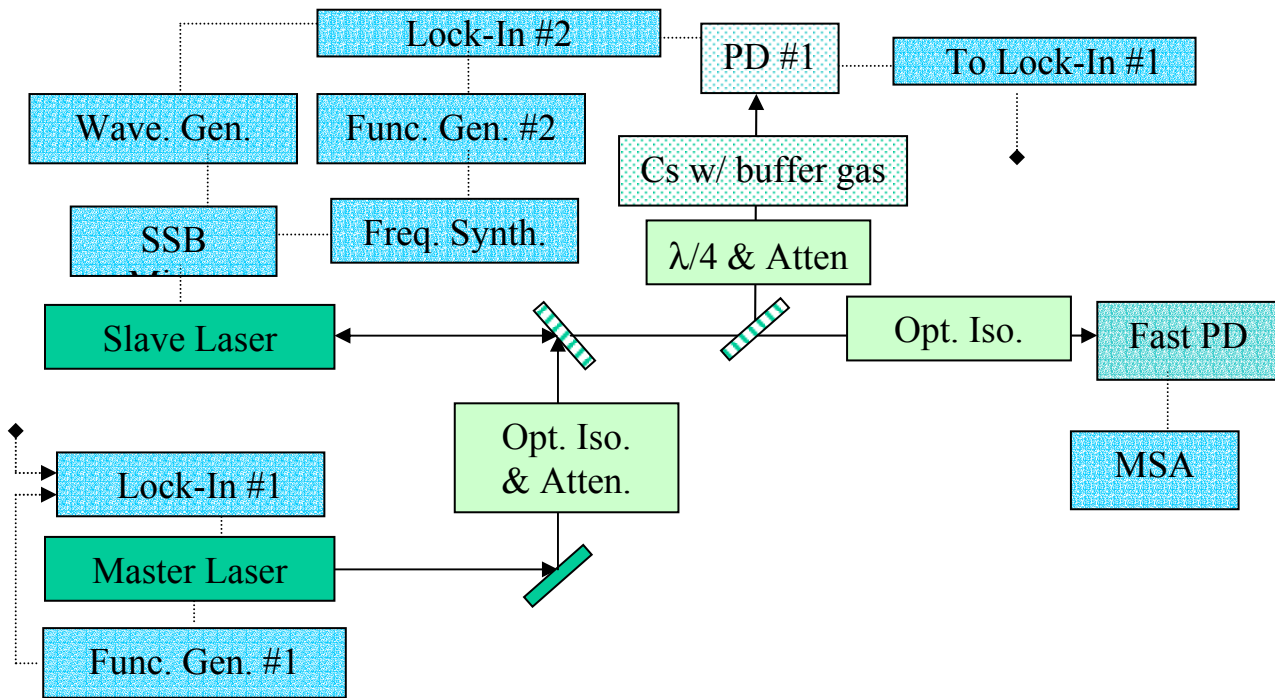 Lock-In #2
PD #1
To Lock-In #1
Wave. Gen.
Func. Gen. #2
Cs w/ buffer gas
SSB
Freq. Synth.
λ/4 & Atten
Slave Laser
Opt. Iso.
Fast PD
Opt. Iso.
& Atten.
MSA
Lock-In #1
Master Laser
Func. Gen. #1